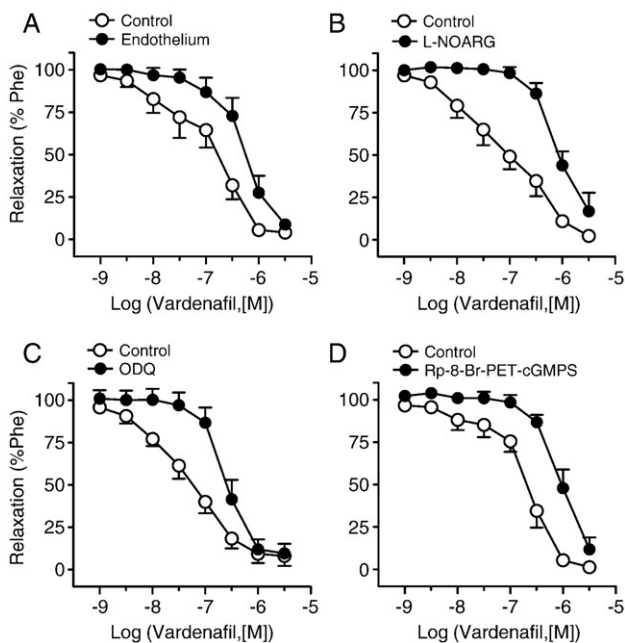 A
Control
Endothelium
Relaxation (% Phe)
100
75
50
25
0
-9 -8 -7 -6 -5
Log (Vardenafil,[M])
B
Control
L-NOARG
100
75
50
25
0
-9 -8 -7 -6 -5
Log (Vardenafil,[M])
C
Control
ODQ
Relaxation (%Phe)
100
75
50
25
0
-9 -8 -7 -6 -5
Log (Vardenafil,[M])
D
Control
Rp-8-Br-PET-cGMPS
100
75
50
25
0
-9 -8 -7 -6 -5
Log (Vardenafil,[M])